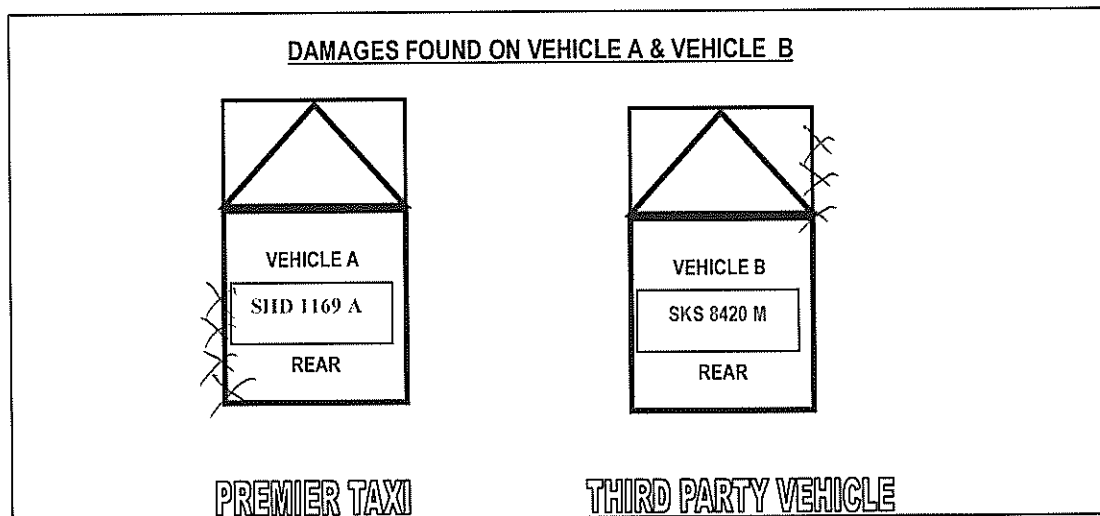 DAMAGES FOUND ON VEHICLE A & VEHICLE B
VEHICLE A
SHD 1169 A
REAR
VEHICLE B
SKS 8420 M
REAR
PREMIER TAXI
THIRD PARTY VEHICLE